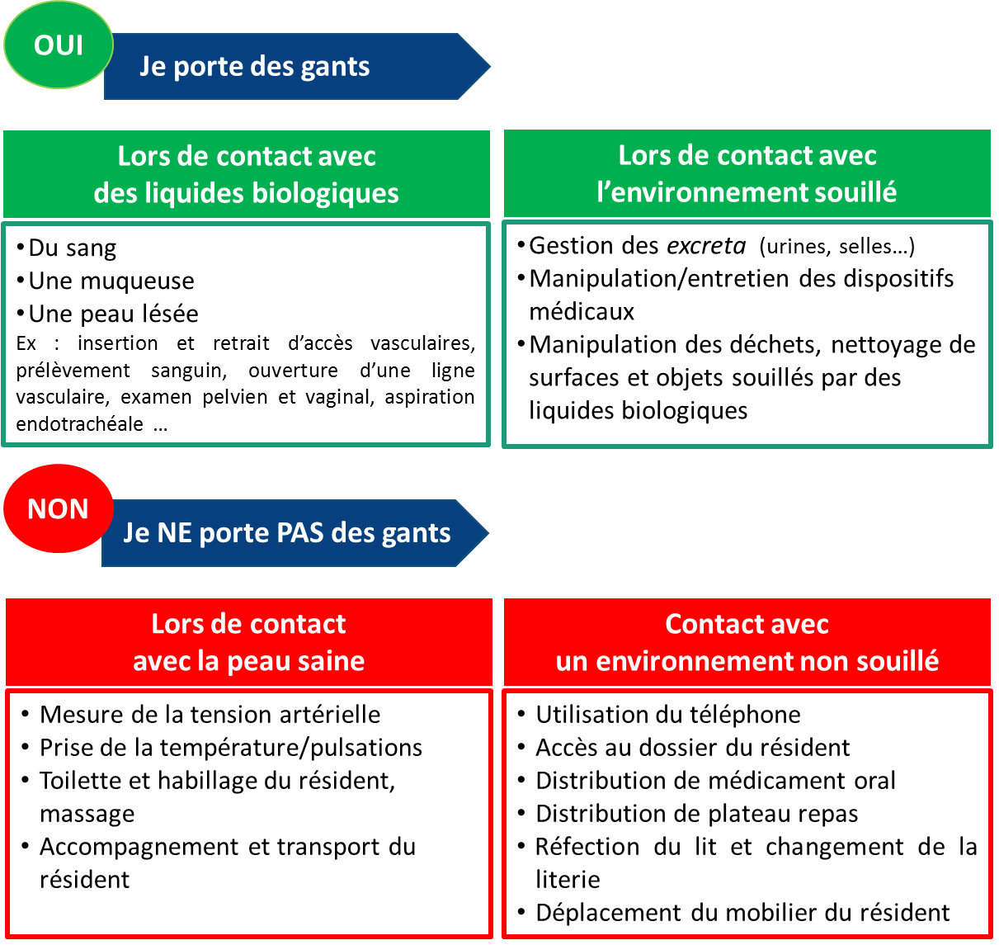 OUI
Je porte des gants
Lors de contact avec
des liquides biologiques
•Du sang
•Une muqueuse
•Une peau lésée
Ex : insertion et retrait d’accès vasculaires,
prélèvement sanguin, ouverture d’une ligne
vasculaire, examen pelvien et vaginal, aspiration
endotrachéale …
Lors de contact avec
l’environnement souillé
•Gestion des excreta (urines, selles…)
•Manipulation/entretien des dispositifs
médicaux
•Manipulation des déchets, nettoyage de
surfaces et objets souillés par des
liquides biologiques
NON
Je NE porte PAS des gants
Lors de contact
avec la peau saine
• Mesure de la tension artérielle
• Prise de la température/pulsations
• Toilette et habillage du résident,
massage
• Accompagnement et transport du
résident
Contact avec
un environnement non souillé
• Utilisation du téléphone
• Accès au dossier du résident
• Distribution de médicament oral
• Distribution de plateau repas
• Réfection du lit et changement de la
literie
• Déplacement du mobilier du résident